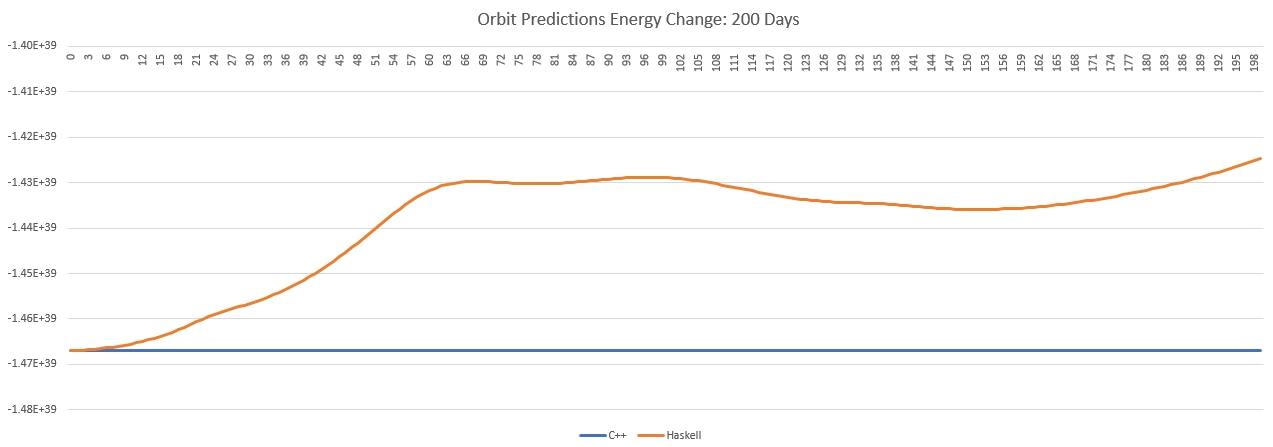 Orbit Predictions Energy Change: 200 Days
-1.40E+39
0 3 6 9 12 15 18 21 24 27 30 33 36 39 42 45 48 51 54 57 60 63 66 69 72 75 78 81 84 87 90 93 96 99 102 105 108 111 114 117 120 123 126 129 132 135 138 141 144 147 150 153 156 159 162 165 168 171 174 177 180 183 186 189 192 195 198
-1.41E+39
-1.42E+39
-1.43E+39
-1.44E+39
-1.45E+39
-1.46E+39
-1.47E+39
-1.48E+39
C++ Haskell